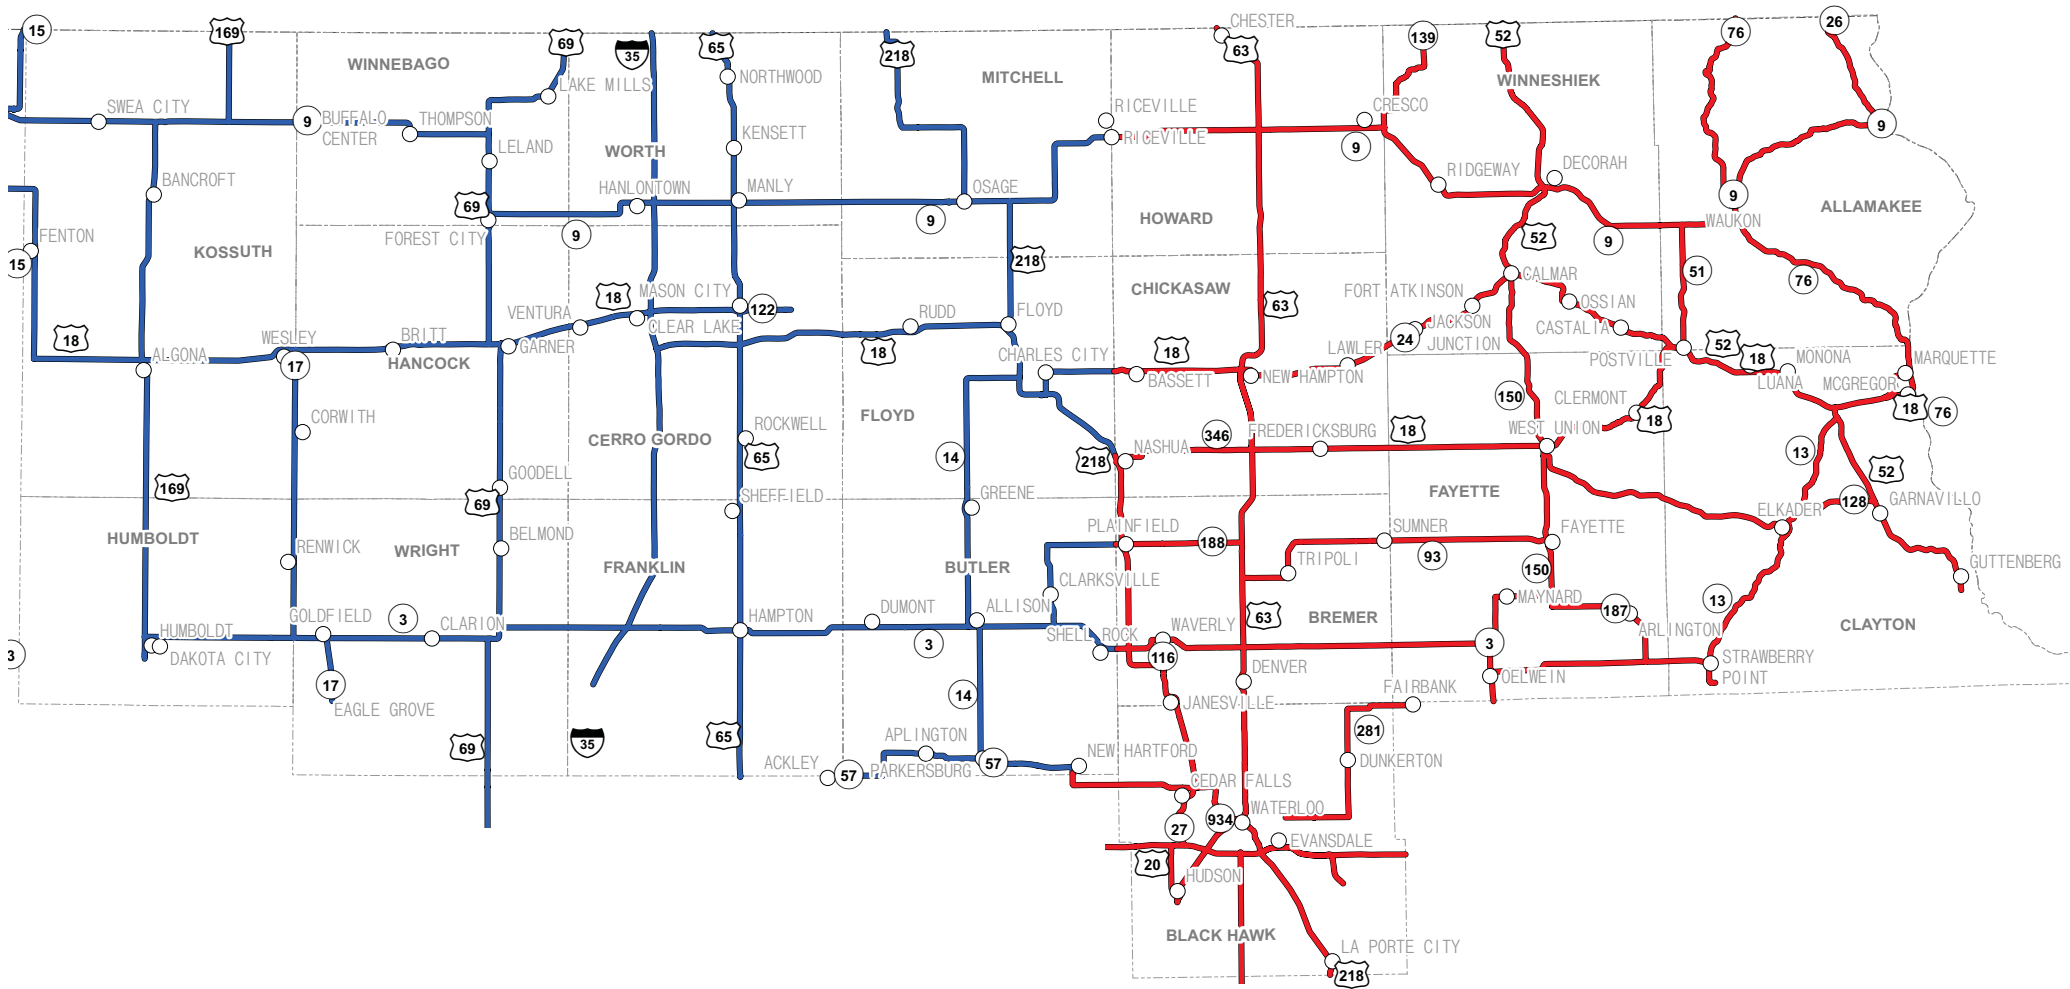 15
169
69
35
65
218
CHESTER
63
139
52
76
26
WINNEBAGO
LAKE MILLS
NORTHWOOD
MITCHELL
WINNESHIEK
SWEA CITY
9
BUFFALO
CENTER
THOMPSON
RICEVILLE
RICEVILLE
CRESCO
9
9
LELAND
WORTH
KENSETT
RIDGEWAY
DECORAH
BANCROFT
HANLONTOWN
MANLY
OSAGE
9
69
9
9
HOWARD
WAUKON
ALLAMAKEE
FENTON
FOREST CITY
52
9
15
KOSSUTH
218
CALMAR
51
76
18
MASON CITY
122
CHICKASAW
63
FORT ATKINSON
OSSIAN
VENTURA
CLEAR LAKE
RUDD
FLOYD
JACKSON
JUNCTION
24
CASTALIA
18
WESLEY
BRITT
GARNER
18
CHARLES CITY
18
LAWLER
POSTVILLE
52
18
MONONA
MARQUETTE
ALGONA
17
HANCOCK
BASSETT
NEW HAMPTON
LUANA
MCGREGOR
150
CLERMONT
18
18
76
CORWITH
CERRO GORDO
ROCKWELL
FLOYD
346
FREDERICKSBURG
18
WEST UNION
65
14
218
NASHUA
13
169
GOODELL
69
SHEFFIELD
GREENE
FAYETTE
52
128
GARNAVILLO
ELKADER
HUMBOLDT
RENWICK
WRIGHT
BELMOND
FRANKLIN
BUTLER
PLAINFIELD
188
TRIPOLI
SUMNER
93
FAYETTE
150
CLARKSVILLE
GUTTENBERG
GOLDFIELD
3
CLARION
HAMPTON
DUMONT
ALLISON
63
BREMER
MAYNARD
187
13
HUMBOLDT
DAKOTA CITY
3
3
SHELL ROCK
WAVERLY
116
3
ARLINGTON
CLAYTON
17
EAGLE GROVE
14
DENVER
OELWEIN
STRAWBERRY
POINT
JANESVILLE
FAIRBANK
281
69
35
65
ACKLEY
57
APLINGTON
PARKERSBURG
57
NEW HARTFORD
DUNKERTON
CEDAR FALLS
27
934
WATERLOO
EVANSDALE
20
HUDSON
BLACK HAWK
LA PORTE CITY
218